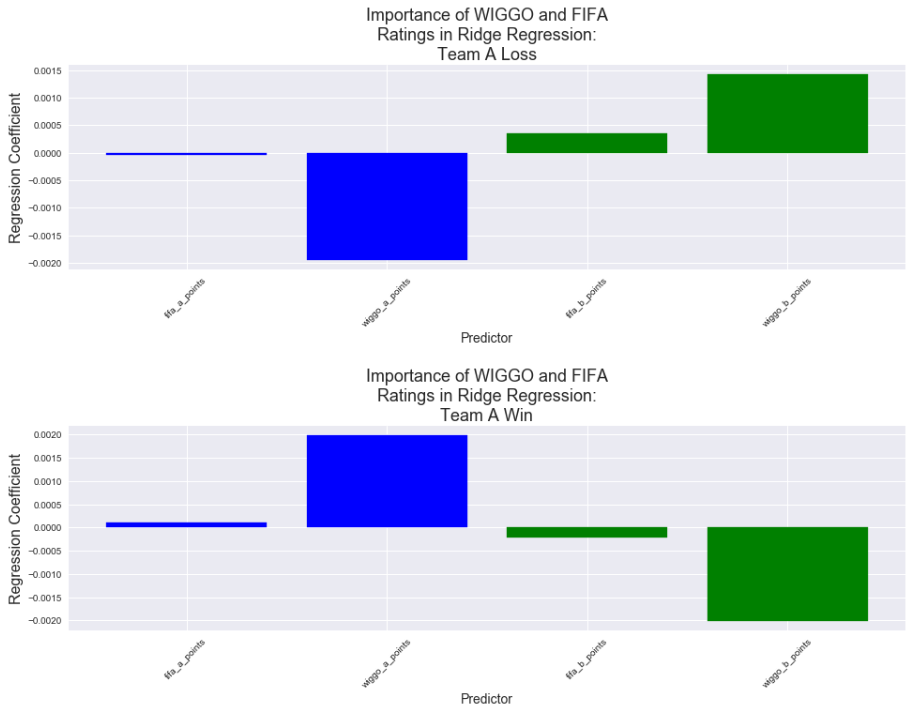 Importance of WIGGO and FIFA
Ratings in Ridge Regression:
Team A Loss
Regression Coefficient
0.0015
0.0010
0.0005
0.0000
−0.0005
−0.0010
−0.0015
−0.0020
fifa_a_points
wiggo_a_points
fifa_b_points
wiggo_b_points
Predictor
Importance of WIGGO and FIFA
Ratings in Ridge Regression:
Team A Win
Regression Coefficient
0.0020
0.0015
0.0010
0.0005
0.0000
−0.0005
−0.0010
−0.0015
−0.0020
fifa_a_points
wiggo_a_points
fifa_b_points
wiggo_b_points
Predictor